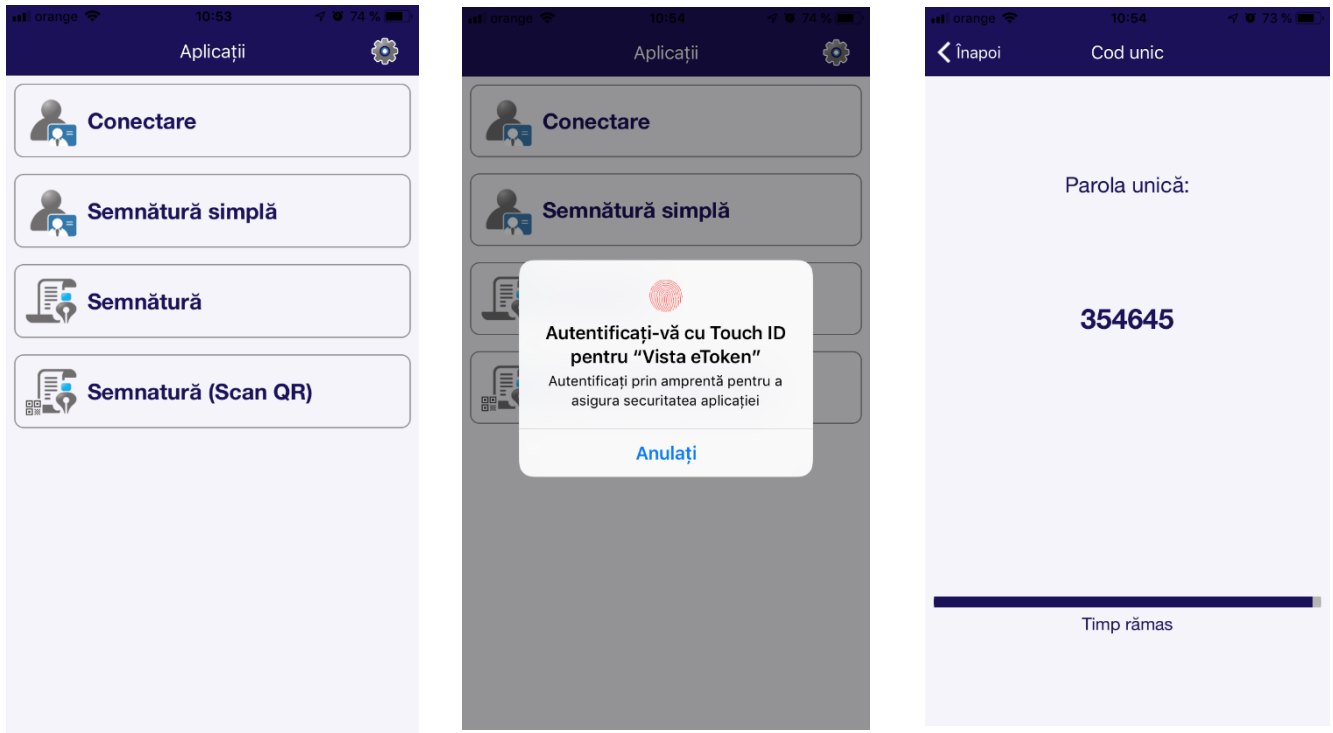 orange 10:53 74 %
Aplicații
Conectare
Semnătură simplă
Semnătură
Semnatură (Scan QR)
orange 10:54 74 %
Aplicații
Conectare
Semnătură simplă
Autentificați-vă cu Touch ID
pentru “Vista eToken”
Autentificați prin amprentă pentru a
asigura securitatea aplicației
Anulați
orange 10:54 73 %
Înapoi Cod unic
Parola unică:
354645
Timp rămas